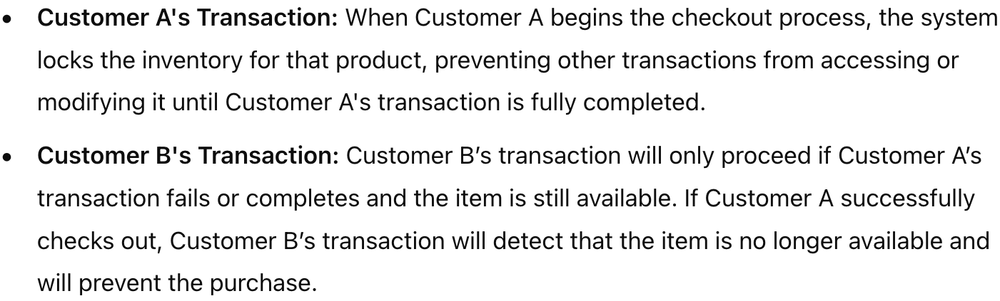 • Customer A's Transaction: When Customer A begins the checkout process, the system
locks the inventory for that product, preventing other transactions from accessing or
modifying it until Customer A's transaction is fully completed.
• Customer B's Transaction: Customer B’s transaction will only proceed if Customer A’s
transaction fails or completes and the item is still available. If Customer A successfully
checks out, Customer B’s transaction will detect that the item is no longer available and
will prevent the purchase.